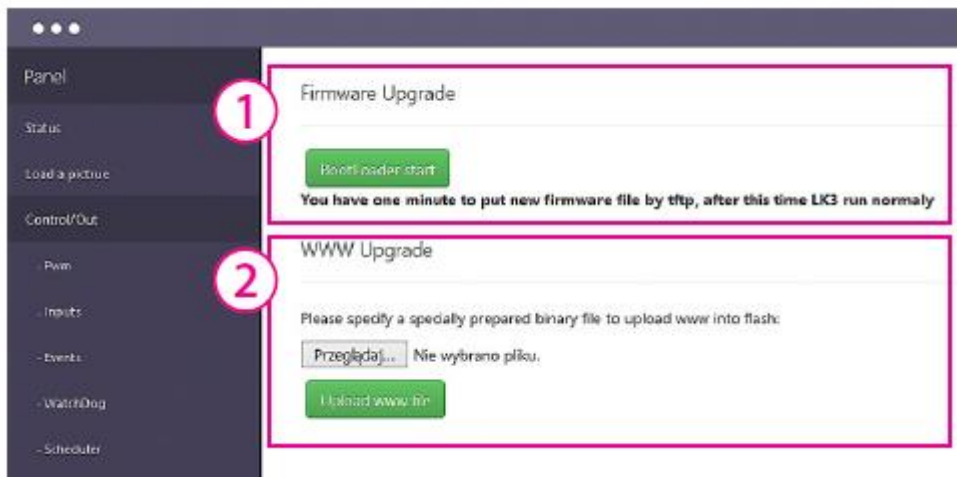 Panel
Status
Load a pictrue
Control/Out
- Pwm
- Inputs
- Events
- WatchDog
- Scheduler
1
Firmware Upgrade
BootLoader start
You have one minute to put new firmware file by tftp, after this time LK3 run normaly
2
WWW Upgrade
Please specify a specially prepared binary file to upload www into flash:
Przeglądaj... Nie wybrano pliku.
Upload www file